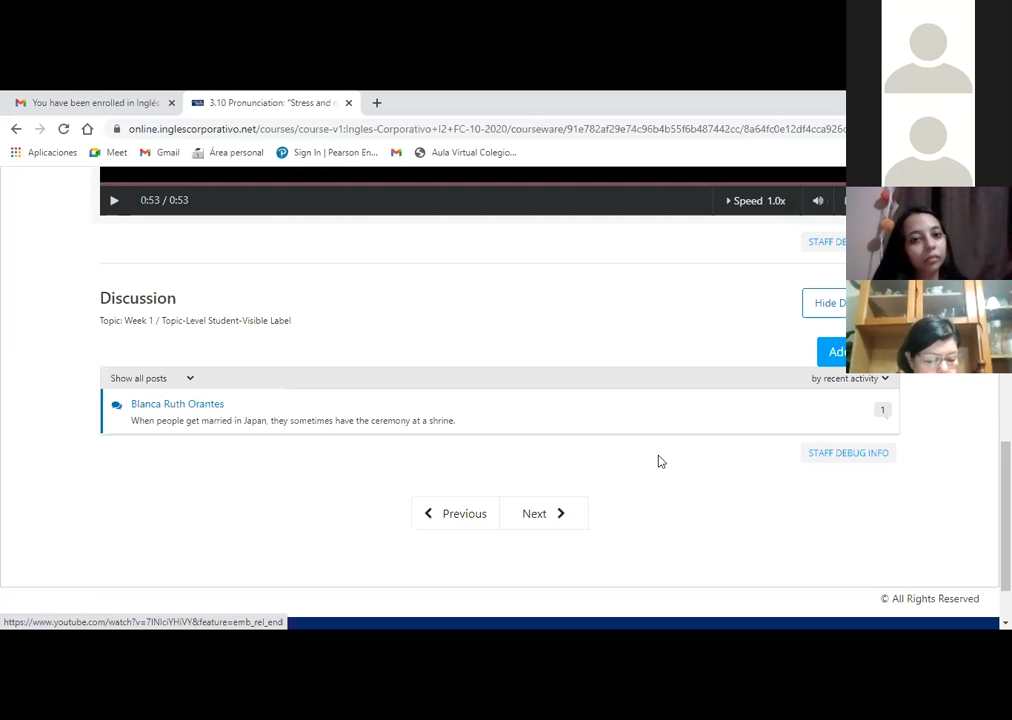 You have been enrolled in Inglés
3.10 Pronunciation: "Stress and
online.inglescorporativo.net/courses/course-v1:Ingles-Corporativo+I2+FC-10-2020/courseware/91e782af29e74c96b4b55f6b487442cc/8a64fc0e12df4cca926c
Aplicaciones Meet Gmail Área personal Sign In | Pearson En... Aula Virtual Colegio...
0:53 / 0:53 Speed 1.0x
STAFF DE
Discussion
Hide D
Topic: Week 1 / Topic-Level Student-Visible Label
Add
Show all posts by recent activity
Blanca Ruth Orantes
1
When people get married in Japan, they sometimes have the ceremony at a shrine.
STAFF DEBUG INFO
Previous Next
© All Rights Reserved
https://www.youtube.com/watch?v=7INlciYHiVY&feature=emb_rel_end